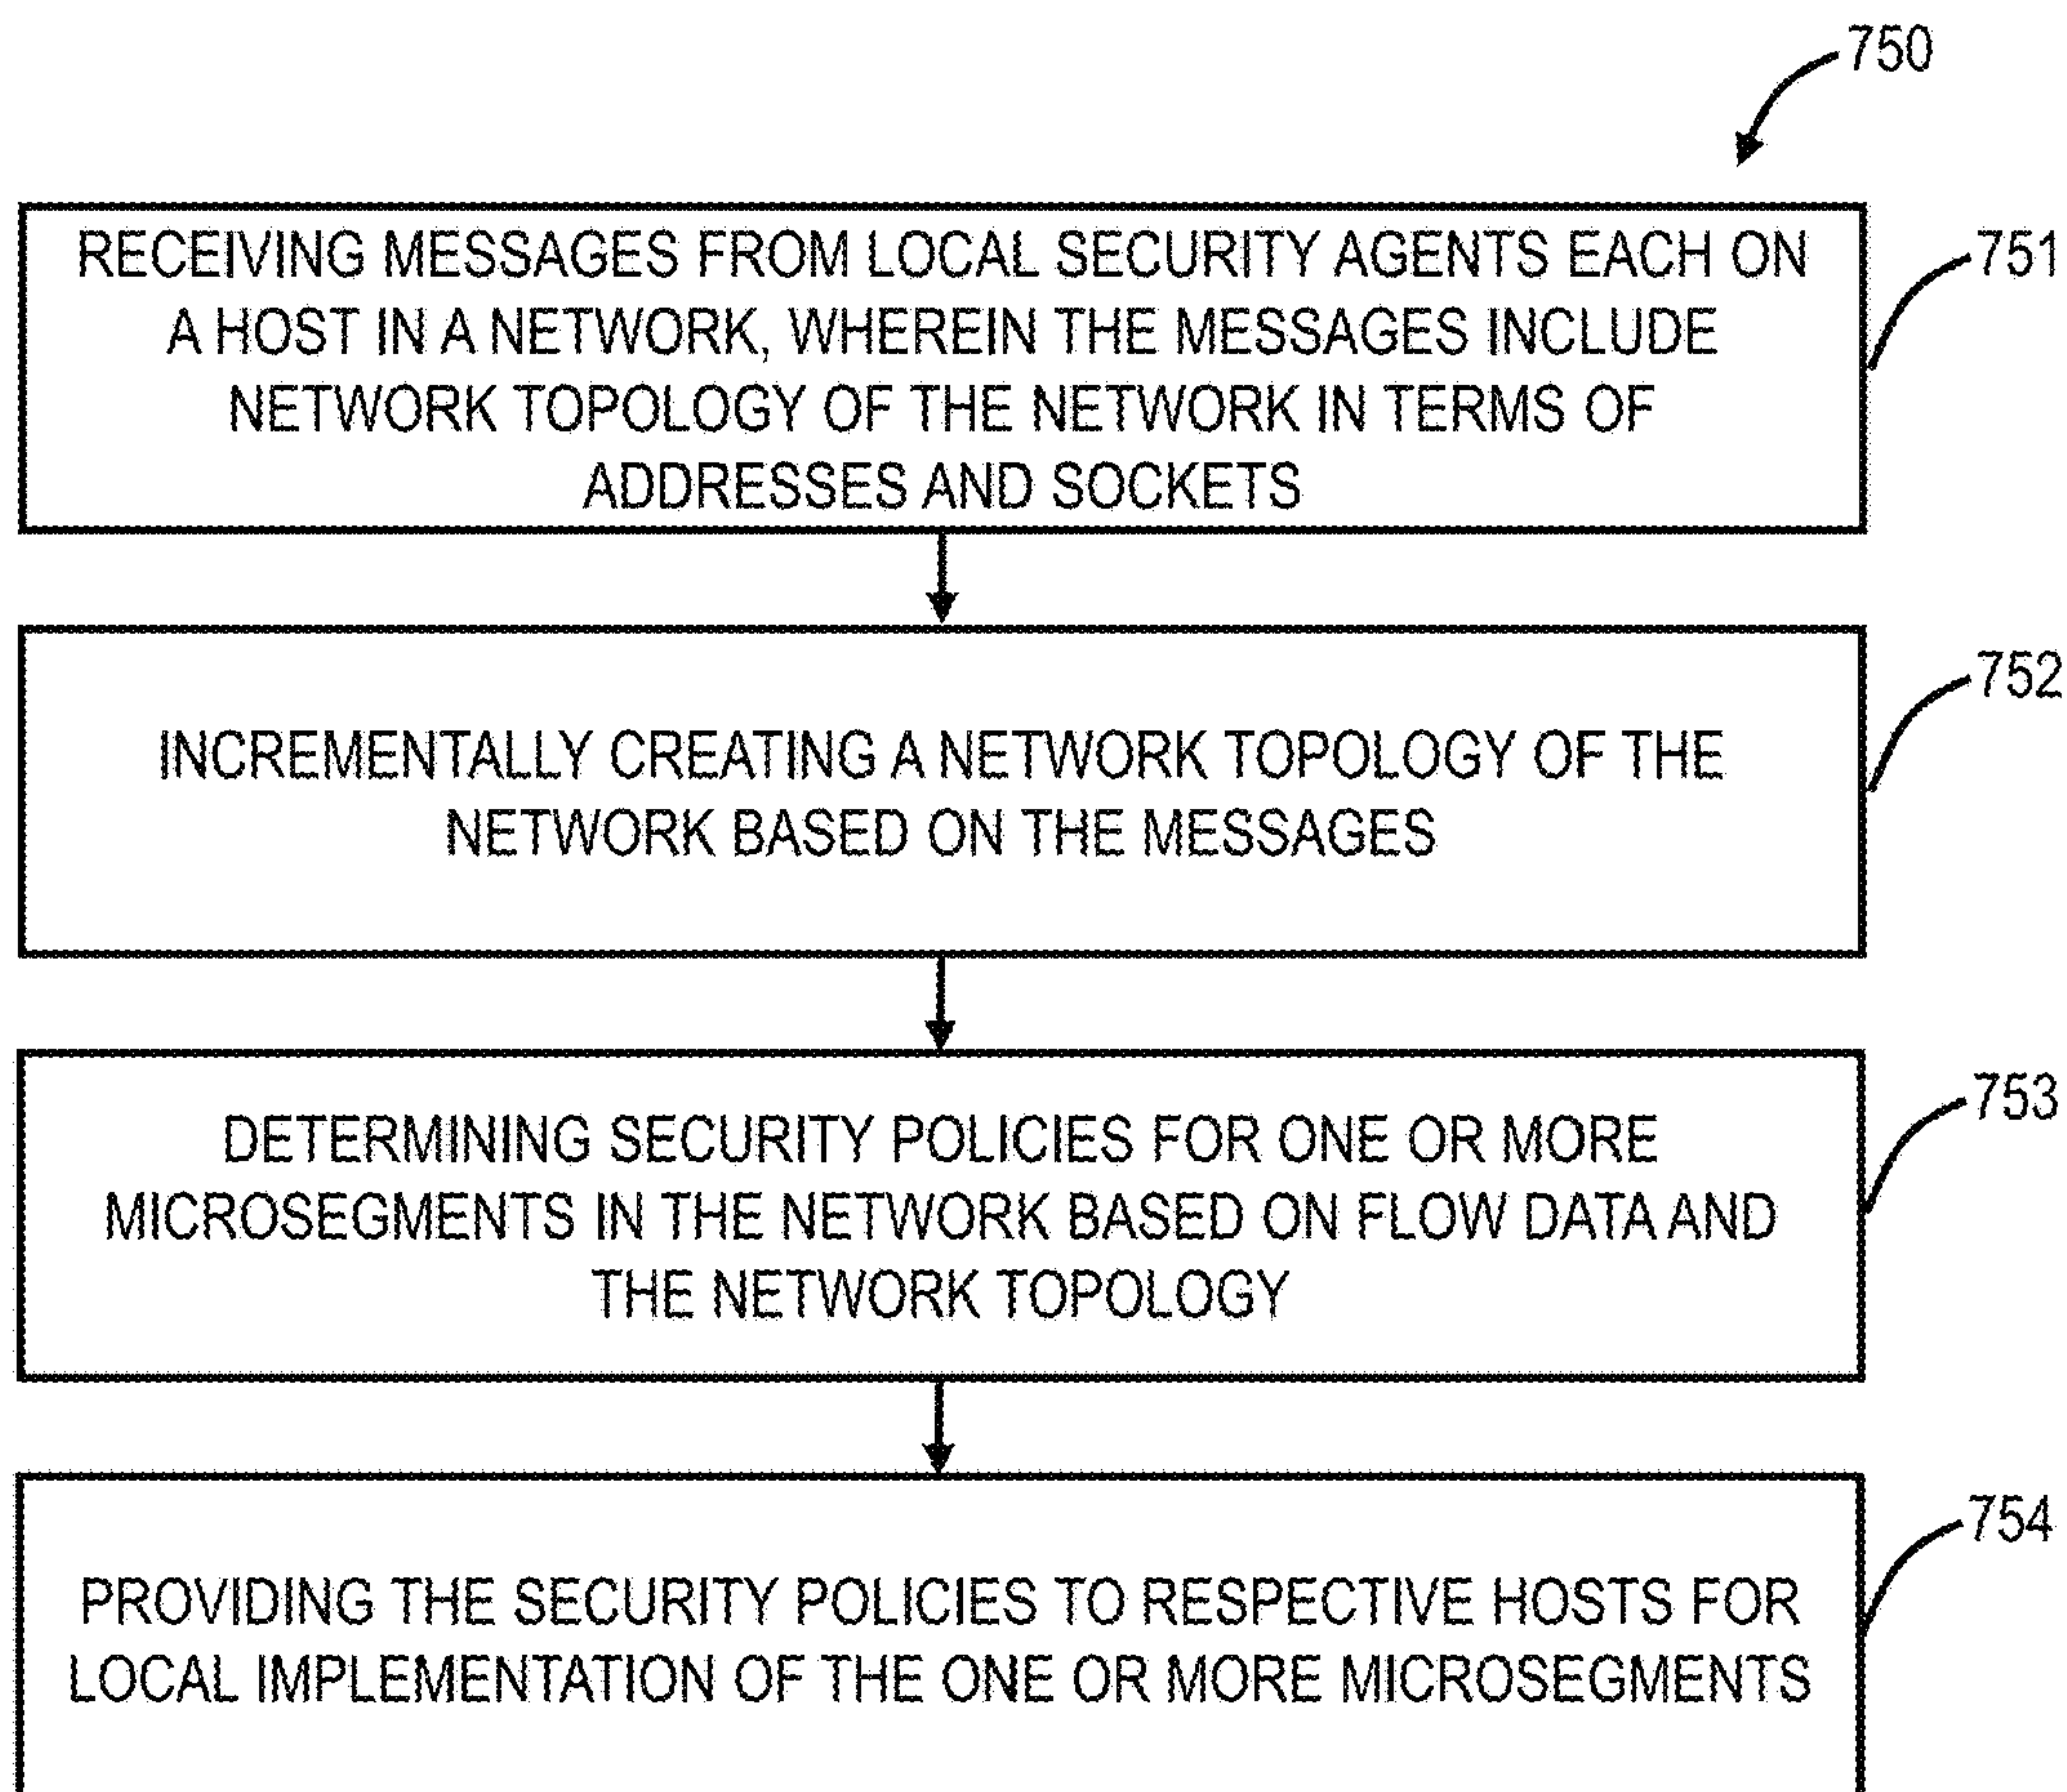 750
RECEIVING MESSAGES FROM LOCAL SECURITY AGENTS EACH ON
A HOST IN A NETWORK, WHEREIN THE MESSAGES INCLUDE
NETWORK TOPOLOGY OF THE NETWORK IN TERMS OF
ADDRESSES AND SOCKETS
751
INCREMENTALLY CREATING A NETWORK TOPOLOGY OF THE
NETWORK BASED ON THE MESSAGES
752
DETERMINING SECURITY POLICIES FOR ONE OR MORE
MICROSEGMENTS IN THE NETWORK BASED ON FLOW DATA AND
THE NETWORK TOPOLOGY
753
PROVIDING THE SECURITY POLICIES TO RESPECTIVE HOSTS FOR
LOCAL IMPLEMENTATION OF THE ONE OR MORE MICROSEGMENTS
754